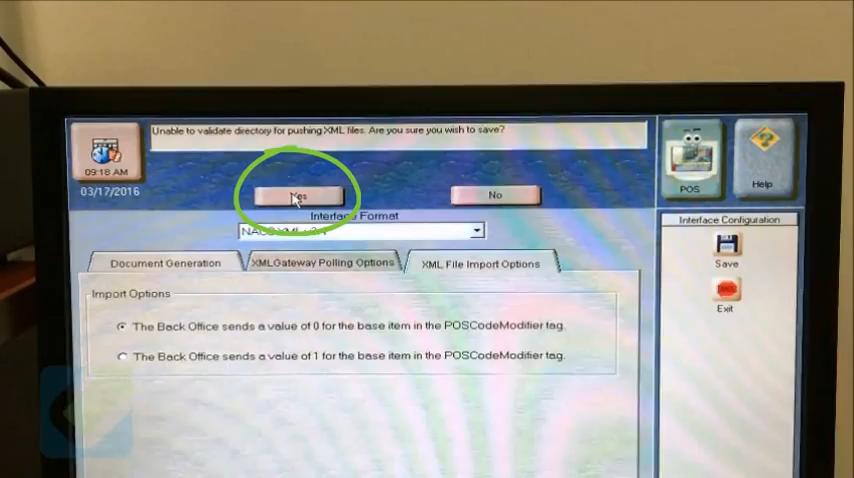 Unable to validate directory for pushing XML files. Are you sure you wish to save?
09:18 AM
03/17/2016
Yes
No
POS
Help
Interface Format
Interface Configuration
Document Generation
XMLGateway Polling Options
XML File Import Options
Save
Exit
Import Options
The Back Office sends a value of 0 for the base item in the POSCodeModifier tag.
The Back Office sends a value of 1 for the base item in the POSCodeModifier tag.